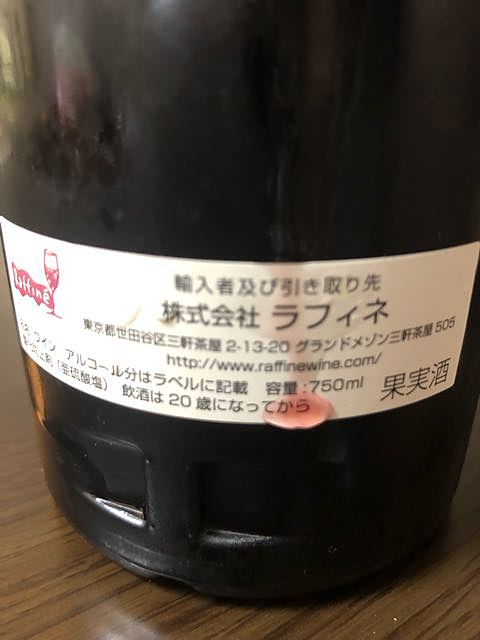 Raffiné
輸入者及び引き取り先
株式会社 ラフィネ
東京都世田谷区三軒茶屋 2-13-20 グランドメゾン三軒茶屋 505
http://www.raffinewine.com/
ワイン アルコール分はラベルに記載 容量:750ml
(亜硫酸塩) 飲酒は 20 歳になってから
果実酒